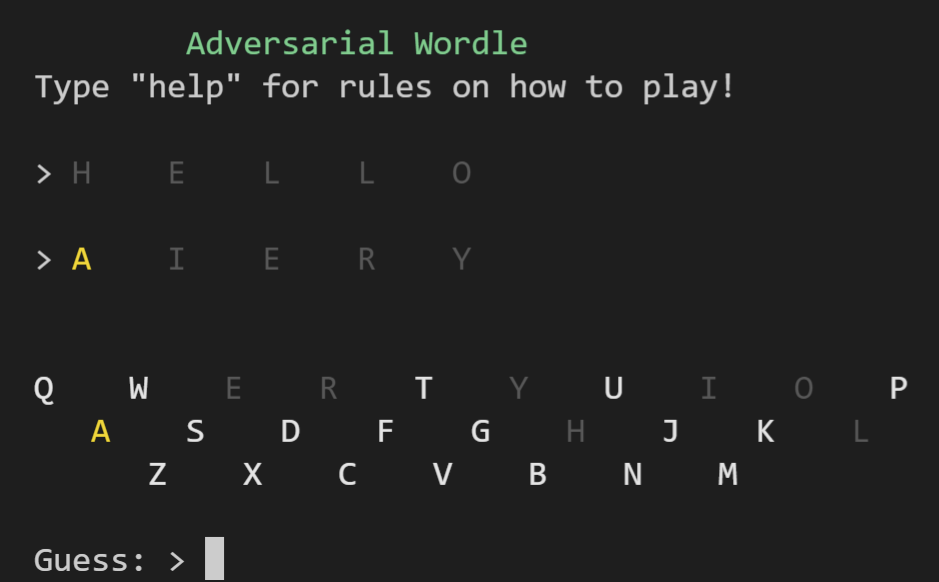 Adversarial Wordle
Type "help" for rules on how to play!
> H E L L O
> A I E R Y
Q W E R T Y U I O P
A S D F G H J K L
Z X C V B N M
Guess: >